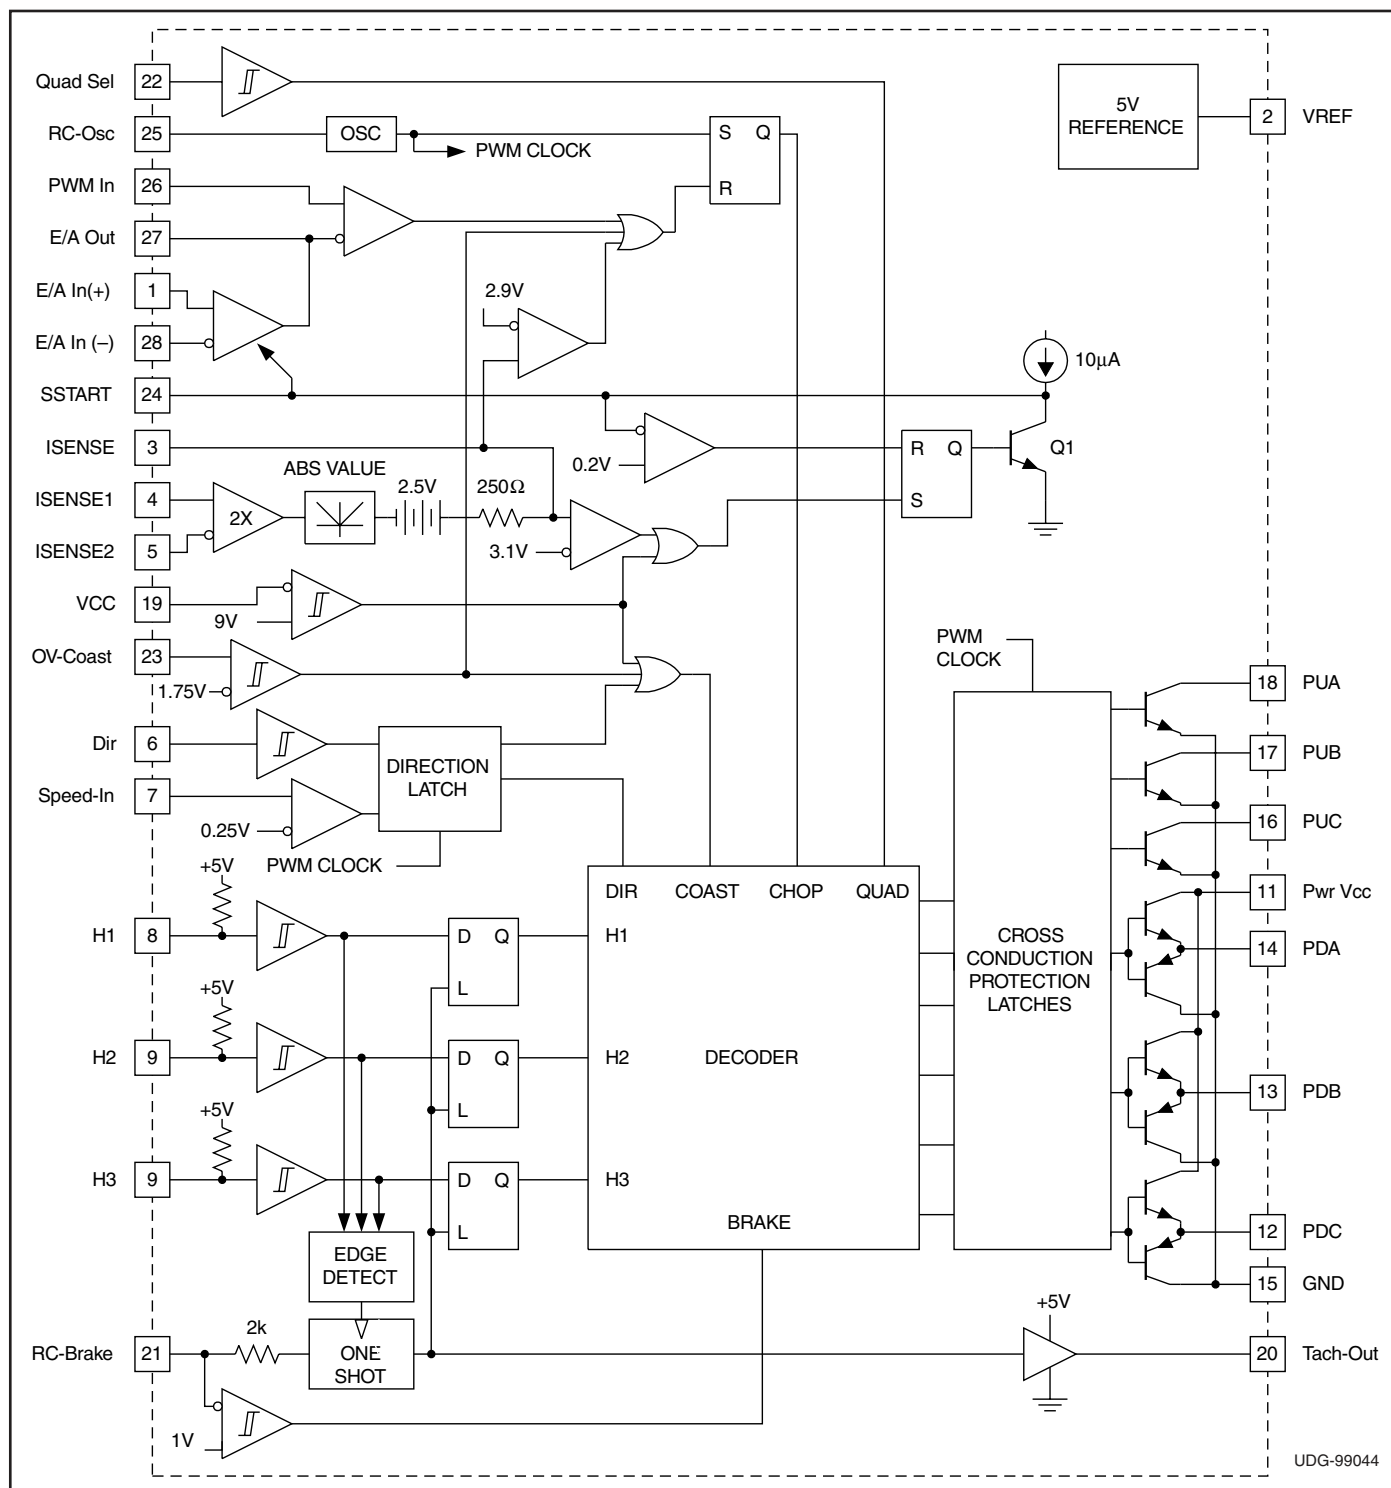 Quad Sel 22
5V
REFERENCE
2 VREF
RC-Osc 25 OSC
S Q
R
PWM CLOCK
PWM In 26
E/A Out 27
E/A In(+) 1
2.9V
E/A In (–) 28
10µA
SSTART 24
ISENSE 3
R Q
S
Q1
0.2V
ABS VALUE
2.5V
250Ω
ISENSE1 4
2X
3.1V
ISENSE2 5
VCC 19
9V
OV-Coast 23
1.75V
PWM
CLOCK
18 PUA
Dir 6
DIRECTION
LATCH
17 PUB
Speed-In 7
0.25V
16 PUC
PWM CLOCK
+5V
DIR COAST CHOP QUAD
11 Pwr Vcc
H1 8
D Q
L
H1
CROSS
CONDUCTION
PROTECTION
LATCHES
14 PDA
+5V
H2 9
D Q
L
H2
DECODER
13 PDB
+5V
H3 9
D Q
L
H3
BRAKE
12 PDC
EDGE
DETECT
15 GND
+5V
2k
RC-Brake 21
ONE
SHOT
20 Tach-Out
1V
UDG-99044